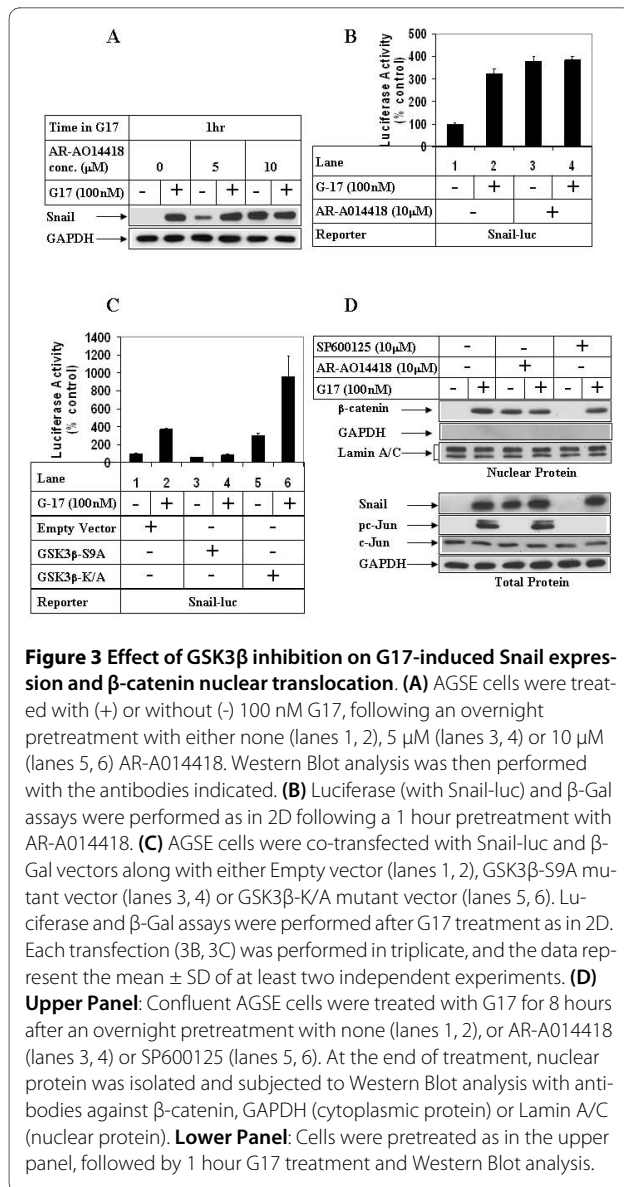 A
Time in G17 1hr
AR-AO14418 conc. (μM) 0 5 10
G17 (100nM) - + - + - +
Snail
GAPDH
B
Luciferase Activity (% control)
500
400
300
200
100
0
Lane 1 2 3 4
G-17 (100nM) - + - +
AR-A014418 (10μM) - +
Reporter Snail-luc
C
Luciferase Activity (% control)
1400
1200
1000
800
600
400
200
0
Lane 1 2 3 4 5 6
G-17 (100nM) - + - + - +
Empty Vector + - -
GSK3β-S9A - + -
GSK3β-K/A - - +
Reporter Snail-luc
D
SP600125 (10μM) - - +
AR-AO14418 (10μM) - + -
G17 (100nM) - + - + - +
β-catenin
GAPDH
Lamin A/C
Nuclear Protein
Snail
pc-Jun
c-Jun
GAPDH
Total Protein
Figure 3 Effect of GSK3β inhibition on G17-induced Snail expres-
sion and β-catenin nuclear translocation. (A) AGSE cells were treat-
ed with (+) or without (-) 100 nM G17, following an overnight
pretreatment with either none (lanes 1, 2), 5 μM (lanes 3, 4) or 10 μM
(lanes 5, 6) AR-A014418. Western Blot analysis was then performed
with the antibodies indicated. (B) Luciferase (with Snail-luc) and β-Gal
assays were performed as in 2D following a 1 hour pretreatment with
AR-A014418. (C) AGSE cells were co-transfected with Snail-luc and β-
Gal vectors along with either Empty vector (lanes 1, 2), GSK3β-S9A mu-
tant vector (lanes 3, 4) or GSK3β-K/A mutant vector (lanes 5, 6). Lu-
ciferase and β-Gal assays were performed after G17 treatment as in 2D.
Each transfection (3B, 3C) was performed in triplicate, and the data rep-
resent the mean ± SD of at least two independent experiments. (D)
Upper Panel: Confluent AGSE cells were treated with G17 for 8 hours
after an overnight pretreatment with none (lanes 1, 2), or AR-A014418
(lanes 3, 4) or SP600125 (lanes 5, 6). At the end of treatment, nuclear
protein was isolated and subjected to Western Blot analysis with anti-
bodies against β-catenin, GAPDH (cytoplasmic protein) or Lamin A/C
(nuclear protein). Lower Panel: Cells were pretreated as in the upper
panel, followed by 1 hour G17 treatment and Western Blot analysis.